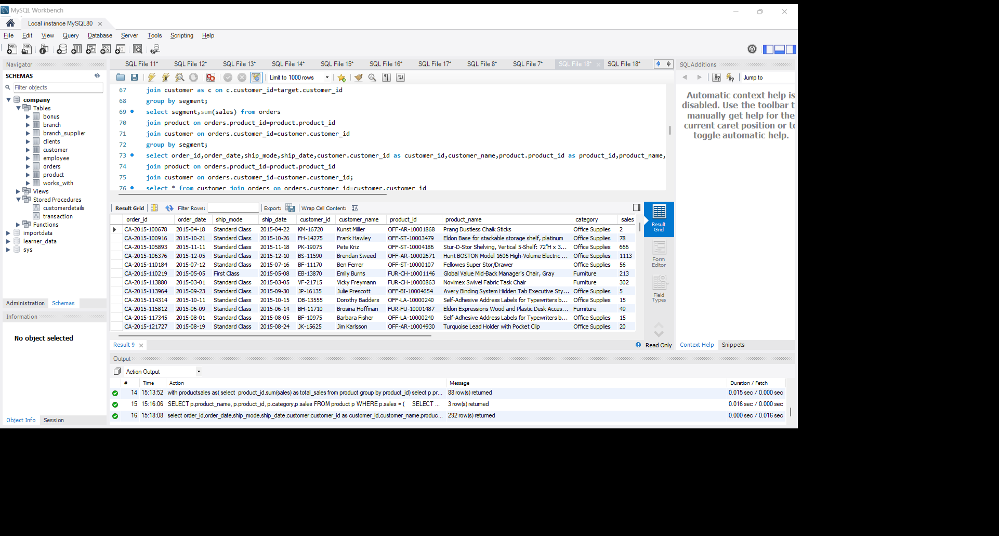 MySQL Workbench
Local instance MySQL80
File Edit View Query Database Server Tools Scripting Help
Navigator
SCHEMAS
Filter objects
company
Tables
bonus
branch
branch_supplier
clients
customer
employee
orders
product
works_with
Views
Stored Procedures
customerdetails
transaction
Functions
importdata
learner_data
sys
Administration Schemas
Information
No object selected
Object Info Session
SQL File 11* SQL File 12* SQL File 13* SQL File 14* SQL File 15* SQL File 16* SQL File 17* SQL File 8* SQL File 7* SQL File 18* SQL File 18*
Limit to 1000 rows
67 join customer as c on c.customer_id=target.customer_id
68 group by segment;
69 select segment,sum(sales) from orders
70 join product on orders.product_id=product.product_id
71 join customer on orders.customer_id=customer.customer_id
72 group by segment;
73 select order_id,order_date,ship_mode,ship_date,customer.customer_id as customer_id,customer_name,product.product_id as product_id,product_name,
74 join product on orders.product_id=product.product_id
75 join customer on orders.customer_id=customer.customer_id;
76 select * from customer join orders on orders.customer_id=customer.customer_id
Result Grid Filter Rows: Export: Wrap Cell Content:
order_id order_date ship_mode ship_date customer_id customer_name product_id product_name category sales
CA-2015-100678 2015-04-18 Standard Class 2015-04-22 KM-16720 Kunst Miller OFF-AR-10001868 Prang Dustless Chalk Sticks Office Supplies 2
CA-2015-100916 2015-10-21 Standard Class 2015-10-26 FH-14275 Frank Hawley OFF-ST-10003479 Eldon Base for stackable storage shelf, platinum Office Supplies 78
CA-2015-105893 2015-11-11 Standard Class 2015-11-18 PK-19075 Pete Kriz OFF-ST-10004186 Stur-D-Stor Shelving, Vertical 5-Shelf: 72"H x 3... Office Supplies 666
CA-2015-106376 2015-12-05 Standard Class 2015-12-10 BS-11590 Brendan Sweed OFF-AR-10002671 Hunt BOSTON Model 1606 High-Volume Electric ... Office Supplies 1113
CA-2015-110184 2015-07-12 Standard Class 2015-07-16 BF-11170 Ben Ferrer OFF-ST-10000107 Fellowes Super Stor/Drawer Office Supplies 56
CA-2015-110219 2015-05-05 First Class 2015-05-08 EB-13870 Emily Burns FUR-CH-10001146 Global Value Mid-Back Manager's Chair, Gray Furniture 213
CA-2015-113880 2015-03-01 Standard Class 2015-03-05 VF-21715 Vicky Freymann FUR-CH-10000863 Novimex Swivel Fabric Task Chair Furniture 302
CA-2015-113964 2015-09-23 Standard Class 2015-09-30 JP-16135 Julie Prescott OFF-BI-10004654 Avery Binding System Hidden Tab Executive Sty... Office Supplies 5
CA-2015-114314 2015-10-11 Standard Class 2015-10-15 DB-13555 Dorothy Badders OFF-LA-10000240 Self-Adhesive Address Labels for Typewriters b... Office Supplies 15
CA-2015-115812 2015-06-09 Standard Class 2015-06-14 BH-11710 Brosina Hoffman FUR-FU-10001487 Eldon Expressions Wood and Plastic Desk Acces... Furniture 49
CA-2015-117345 2015-08-01 Standard Class 2015-08-05 BF-10975 Barbara Fisher OFF-LA-10000240 Self-Adhesive Address Labels for Typewriters b... Office Supplies 15
CA-2015-121727 2015-08-19 Standard Class 2015-08-24 JK-15625 Jim Karlsson OFF-AR-10004930 Turquoise Lead Holder with Pocket Clip Office Supplies 20
Result Grid
Form Editor
Field Types
Result 9 Read Only
Output
Action Output
# Time Action Message Duration / Fetch
14 15:13:52 with productsales as( select product_id,sum(sales) as total_sales from product group by product_id) select p.pr... 88 row(s) returned 0.015 sec / 0.000 sec
15 15:16:06 SELECT p.product_name, p.product_id, p.category,p.sales FROM product p WHERE p.sales = ( SELECT ... 3 row(s) returned 0.016 sec / 0.000 sec
16 15:18:08 select order_id,order_date,ship_mode,ship_date,customer.customer_id as customer_id,customer_name,produc... 292 row(s) returned 0.000 sec / 0.016 sec
SQLAdditions
Jump to
Automatic context help is
disabled. Use the toolbar t
manually get help for the
current caret position or to
toggle automatic help.
Context Help Snippets